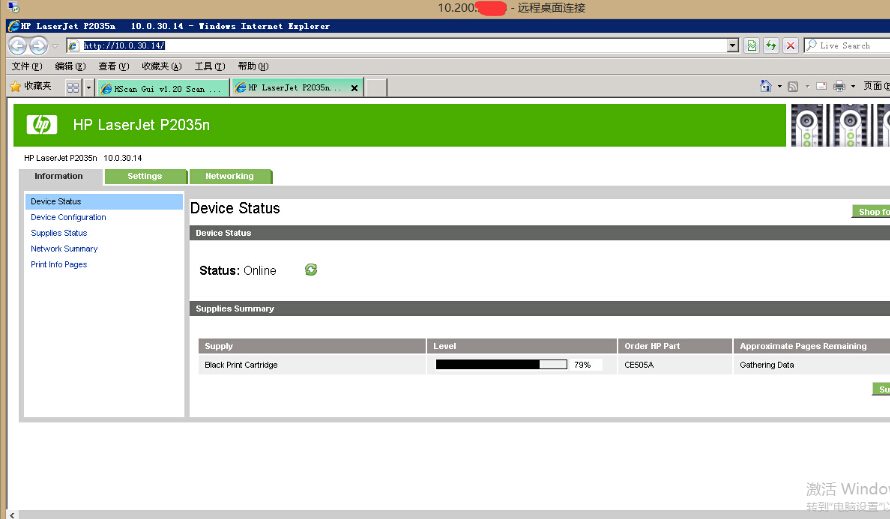 10.200. - 远程桌面连接
HP LaserJet P2035n 10.0.30.14 - Windows Internet Explorer
http://10.0.30.14/
Live Search
文件(F) 编辑(E) 查看(V) 收藏夹(A) 工具(T) 帮助(H)
收藏夹 HScan Gui v1.20 Scan ... HP LaserJet P2035n... 页面
hp HP LaserJet P2035n
HP LaserJet P2035n 10.0.30.14
Information Settings Networking
Device Status
Device Configuration
Supplies Status
Network Summary
Print Info Pages
Device Status
Shop fo
Device Status
Status: Online
Supplies Summary
Supply Level Order HP Part Approximate Pages Remaining
Black Print Cartridge 79% CE505A Gathering Data
Su
激活 Windo
转到"电脑设置"以